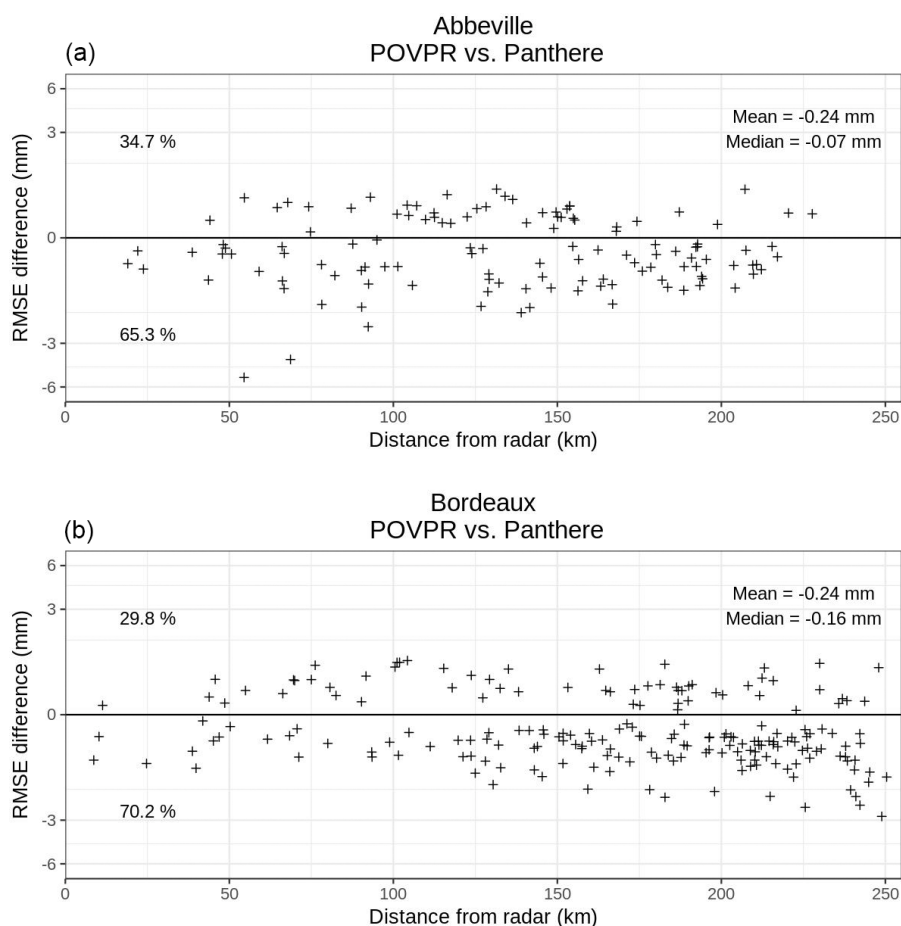 Abbeville
(a) POVPR vs. Panthere
RMSE difference (mm)
6
3
0
-3
-6
34.7 %
65.3 %
Mean = -0.24 mm
Median = -0.07 mm
0 50 100 150 200 250
Distance from radar (km)
Bordeaux
(b) POVPR vs. Panthere
RMSE difference (mm)
6
3
0
-3
-6
29.8 %
70.2 %
Mean = -0.24 mm
Median = -0.16 mm
0 50 100 150 200 250
Distance from radar (km)